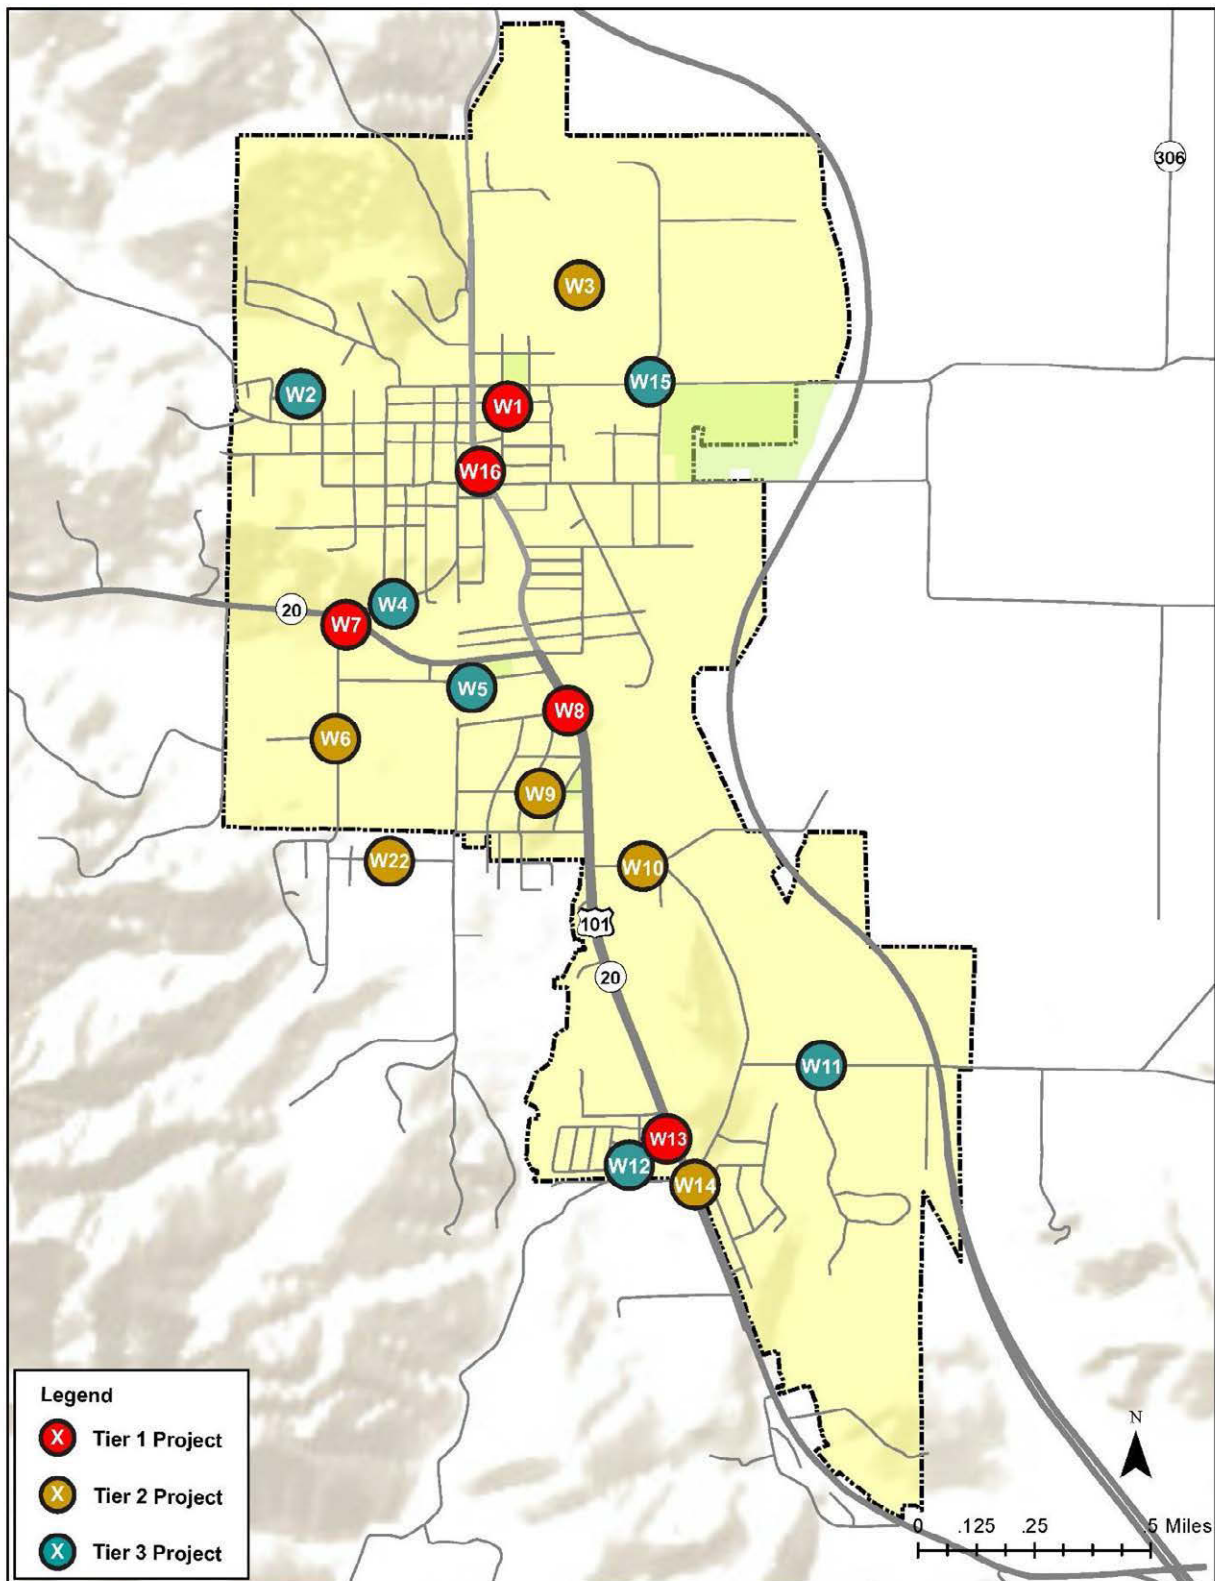 306
W3
W2
W15
W1
W16
20
W4
W7
W5
W8
W6
W9
W22
W10
101
20
W11
W13
W12
W14
Legend
X Tier 1 Project
X Tier 2 Project
X Tier 3 Project
N
0 .125 .25 .5 Miles